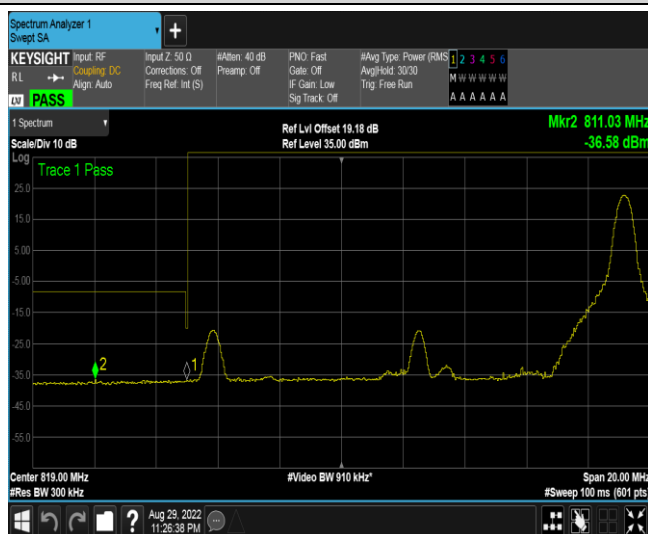 Spectrum Analyzer 1
Swept SA
+
KEYSIGHT
Input: RF
Coupling: DC
Align: Auto
Input Z: 50 Ω
Corrections: Off
Freq Ref: Int (S)
#Atten: 40 dB
Preamp: Off
PNO: Fast
Gate: Off
IF Gain: Low
Sig Track: Off
#Avg Type: Power (RMS
Avg|Hold: 30/30
Trig: Free Run
1 2 3 4 5 6
M W W W W W
A A A A A A
R L
LXI PASS
1 Spectrum
Scale/Div 10 dB
Ref Lvl Offset 19.18 dB
Ref Level 35.00 dBm
Mkr2 811.03 MHz
-36.58 dBm
Log
Trace 1 Pass
25.0
15.0
5.00
-5.00
-15.0
-25.0
-35.0
-45.0
-55.0
2
1
Center 819.00 MHz
#Video BW 910 kHz*
Span 20.00 MHz
#Res BW 300 kHz
#Sweep 100 ms (601 pts)
?
Aug 29, 2022
11:26:38 PM